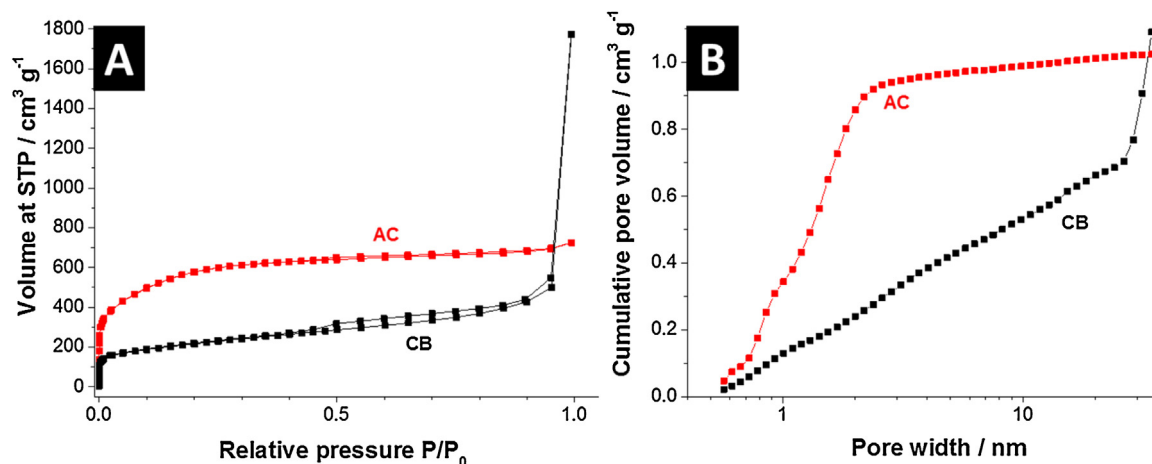 A
Volume at STP / cm³ g⁻¹
1800
1600
1400
1200
1000
800
600
400
200
0
AC
CB
0.0
0.5
1.0
Relative pressure P/P₀
B
Cumulative pore volume / cm³ g⁻¹
1.0
0.8
0.6
0.4
0.2
0.0
AC
CB
1
10
Pore width / nm